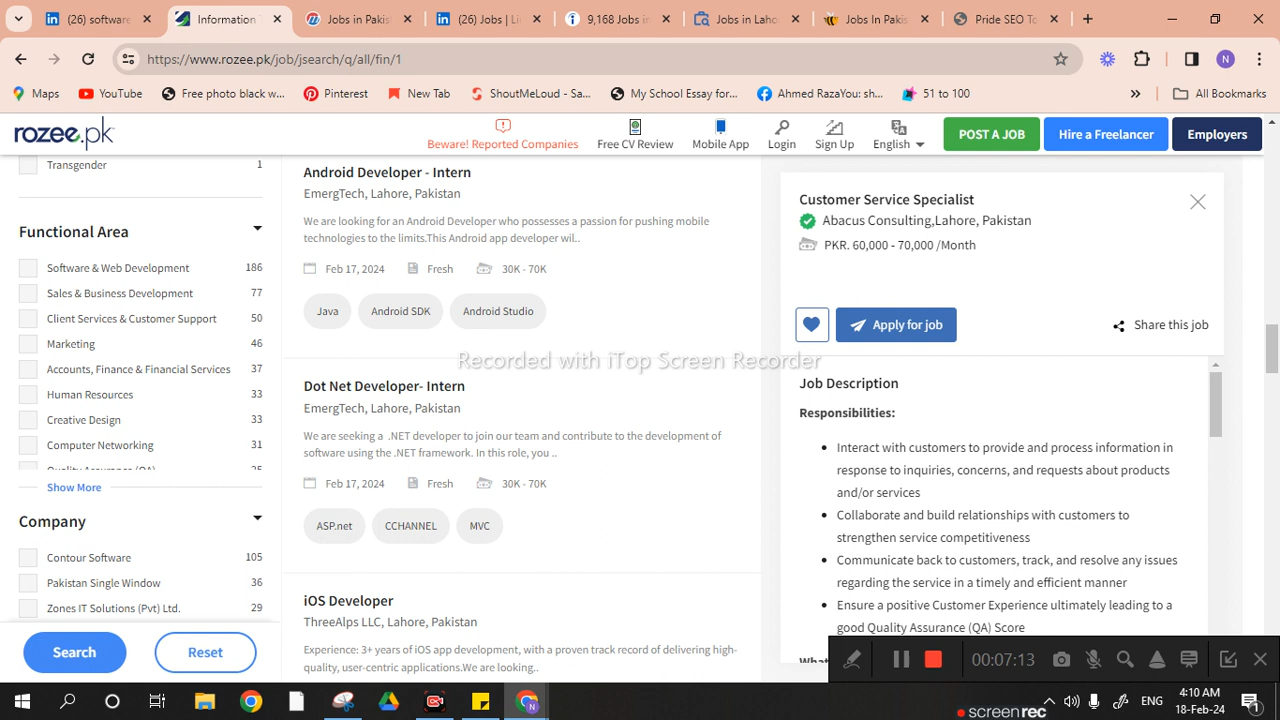 (26) software
Information T
Jobs in Pakis
(26) Jobs | Li
9,168 Jobs in
Jobs in Lahor
Jobs In Pakis
Pride SEO To
https://www.rozee.pk/job/jsearch/q/all/fin/1
N
Maps
YouTube
Free photo black w...
Pinterest
New Tab
ShoutMeLoud - Sa...
My School Essay for...
Ahmed RazaYou: sh...
51 to 100
All Bookmarks
rozee.pk
Beware! Reported Companies
Free CV Review
Mobile App
Login
Sign Up
English
POST A JOB
Hire a Freelancer
Employers
Transgender 1
Functional Area
Software & Web Development 186
Sales & Business Development 77
Client Services & Customer Support 50
Marketing 46
Accounts, Finance & Financial Services 37
Human Resources 33
Creative Design 33
Computer Networking 31
Quality Assurance (QA) 25
Show More
Company
Contour Software 105
Pakistan Single Window 36
Zones IT Solutions (Pvt) Ltd. 29
Search
Reset
Android Developer - Intern
EmergTech, Lahore, Pakistan
We are looking for an Android Developer who possesses a passion for pushing mobile
technologies to the limits.This Android app developer wil..
Feb 17, 2024 Fresh 30K - 70K
Java Android SDK Android Studio
Recorded with iTop Screen Recorder
Dot Net Developer- Intern
EmergTech, Lahore, Pakistan
We are seeking a .NET developer to join our team and contribute to the development of
software using the .NET framework. In this role, you ..
Feb 17, 2024 Fresh 30K - 70K
ASP.net CCHANNEL MVC
iOS Developer
ThreeAlps LLC, Lahore, Pakistan
Experience: 3+ years of iOS app development, with a proven track record of delivering high-
quality, user-centric applications.We are looking..
Customer Service Specialist
Abacus Consulting,Lahore, Pakistan
PKR. 60,000 - 70,000 /Month
Apply for job
Share this job
Job Description
Responsibilities:
• Interact with customers to provide and process information in
response to inquiries, concerns, and requests about products
and/or services
• Collaborate and build relationships with customers to
strengthen service competitiveness
• Communicate back to customers, track, and resolve any issues
regarding the service in a timely and efficient manner
• Ensure a positive Customer Experience ultimately leading to a
good Quality Assurance (QA) Score
00:07:13
ENG
4:10 AM
18-Feb-24
1
screenrec